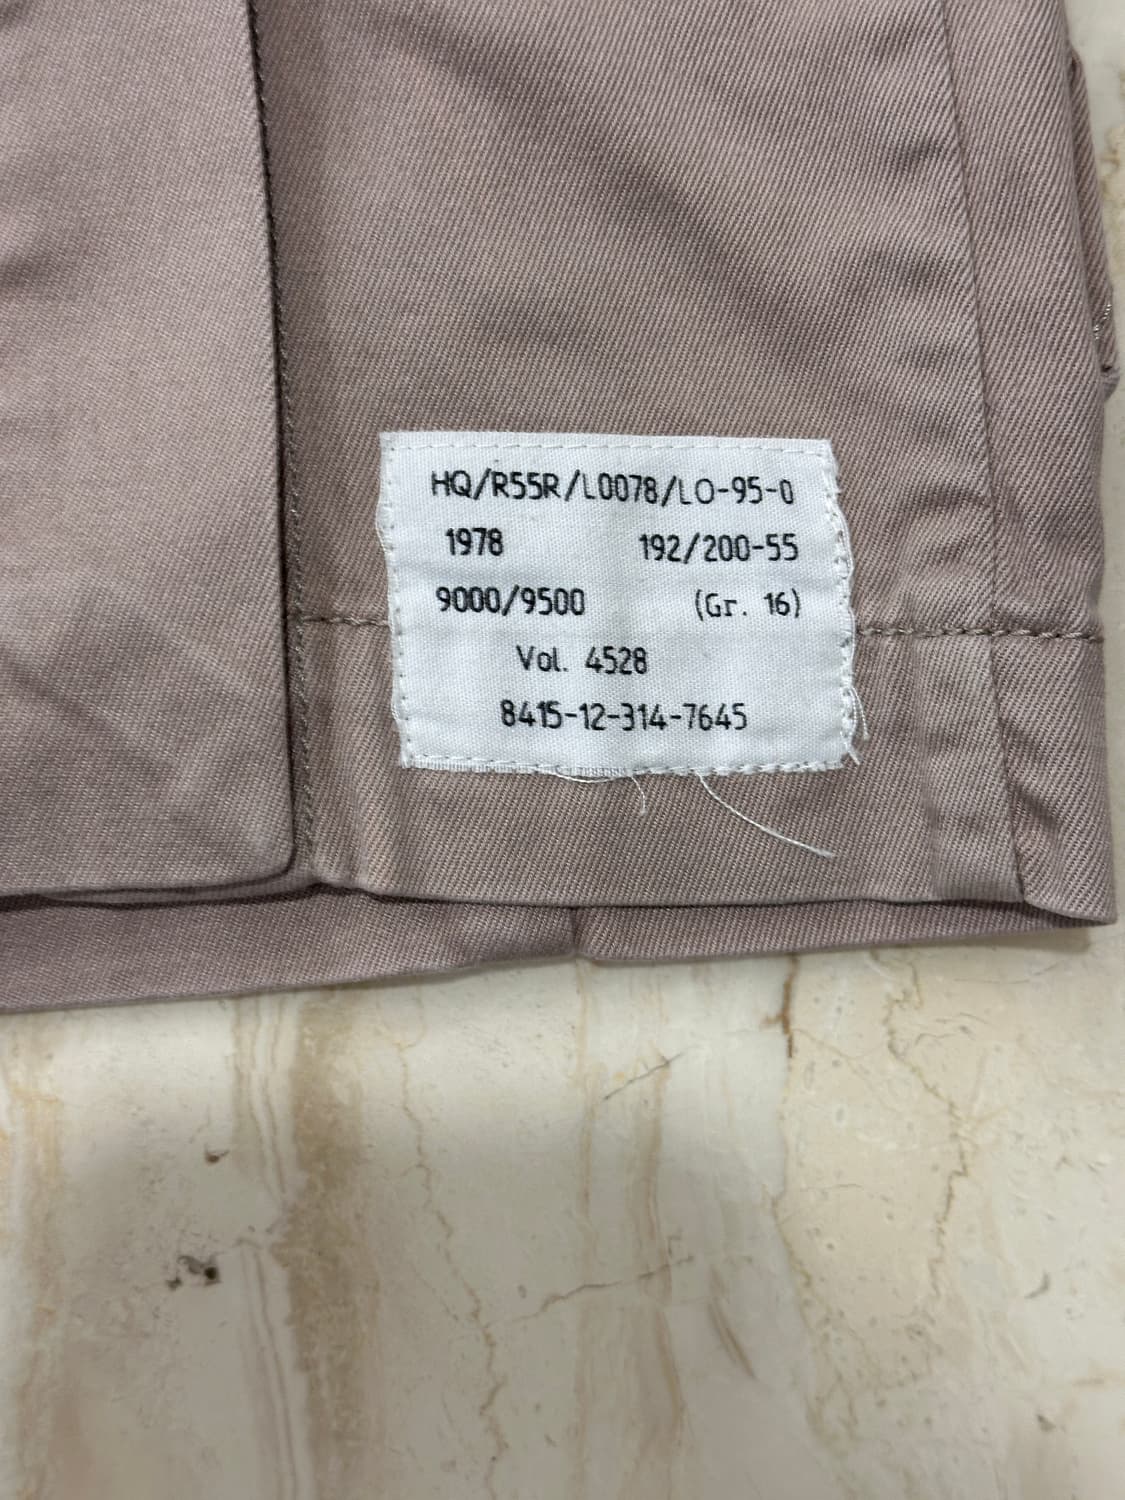 HQ/R55R/L0078/LO-95-0
1978 192/200-55
9000/9500 (Gr. 16)
Vol. 4528
8415-12-314-7645